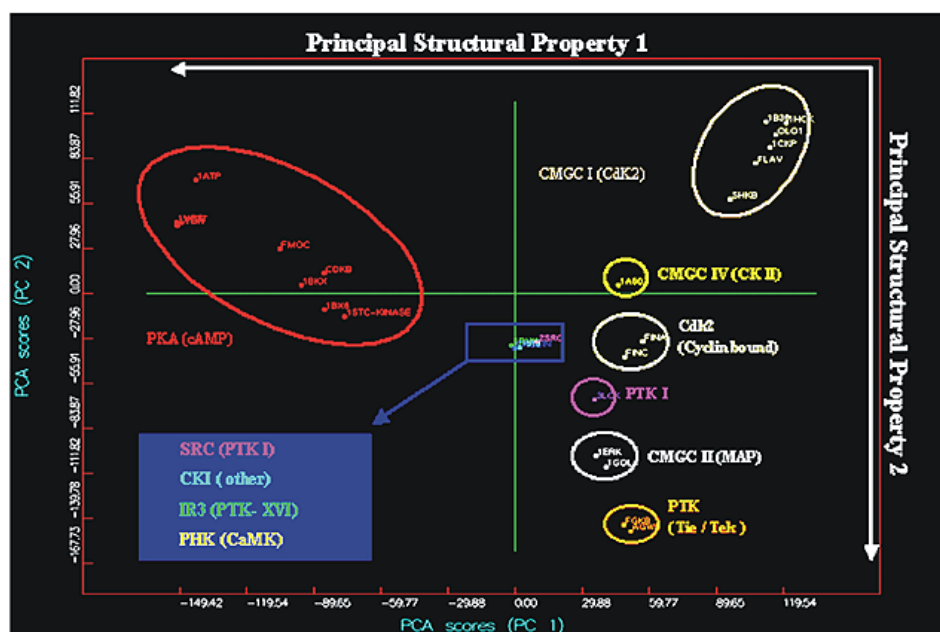 Principal Structural Property 1
Principal Structural Property 2
111.82
83.87
55.91
27.96
0.00
-27.96
-55.91
-83.87
-111.82
-139.78
-167.73
PCA scores (PC 2)
1ATP
FMOC
CDKB
1BKX
1BX6
1STC-KINASE
PKA (cAMP)
CMGC I (CdK2)
OLO1
1CKP
FLAV
SHKB
CMGC IV (CK II)
Cdk2
(Cyclin bound)
FINA
FINC
PTK I
1ERK
1GOL
CMGC II (MAP)
FGKB
PTK
(Tie / Tek)
SRC (PTK I)
CKI ( other)
IR3 (PTK- XVI)
PHK (CaMK)
-149.42
-119.54
-89.65
-59.77
-29.88
0.00
29.88
59.77
89.65
119.54
PCA scores (PC 1)